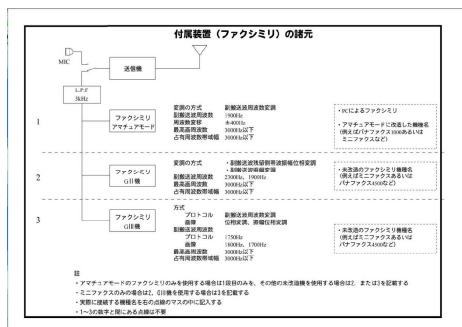 付属装置（ファクシミリ）の諸元
MIC
送信機
L.P.F
3kHz
1
ファクシミリ
アマチュアモード
変調の方式 副搬送波周波数変調
副搬送波周波数 1900Hz
周波数変移 ±400Hz
最高画周波数 3000Hz以下
占有周波数帯域幅 3000Hz以下
・PCによるファクシミリ
・アマチュアモードに改造した機種名
（例えばパナファクス1000あるいは
ミニファクスなど）
2
ファクシミリ
GII機
変調の方式 ・副搬送波残留側帯波振幅位相変調
副搬送波周波数 2300Hz, 1900Hz
最高画周波数 3000Hz以下
占有周波数帯域幅 3000Hz以下
・未改造のファクシミリ機種名
（例えばミニファクスあるいは
パナファクス4500など）
3
ファクシミリ
GIII機
方式
プロトコル 副搬送波周波数変調
画像 位相変調、振幅位相変調
副搬送波周波数
プロトコル 1750Hz
画像 1800Hz, 1700Hz
最高画周波数 3000Hz以下
占有周波数帯域幅 3000Hz以下
・未改造のファクシミリ機種名
（例えばミニファクスあるいは
パナファクス4500など）
註
・アマチュアモードのファクシミリのみを使用する場合は1段目のみを、その他の未改造機を使用する場合は2、または3を記載する
・ミニファクスのみの場合は2、GIII機を使用する場合は3を記載する
・実際に接続する機種名を右の点線のマスの中に記入する
・1〜3の数字と間にある点線は不要